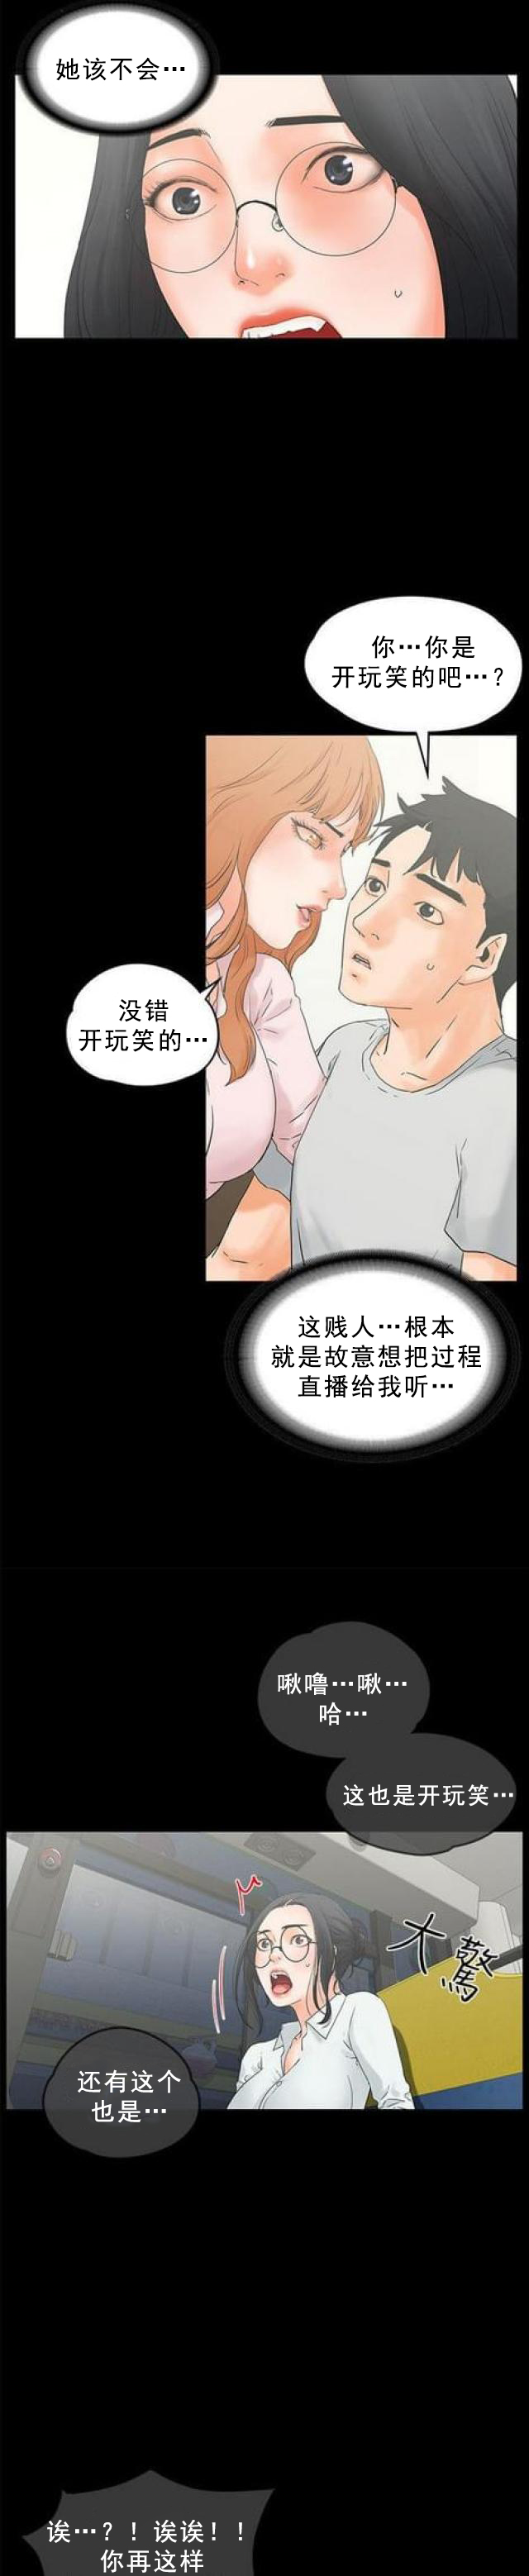 她该不会…
你…你是
开玩笑的吧…？
没错
开玩笑的…
这贱人…根本
就是故意想把过程
直播给我听…
啾噜…啾…
哈…
这也是开玩笑…
大驚
还有这个
也是…
诶…？！诶诶！！
你再这样